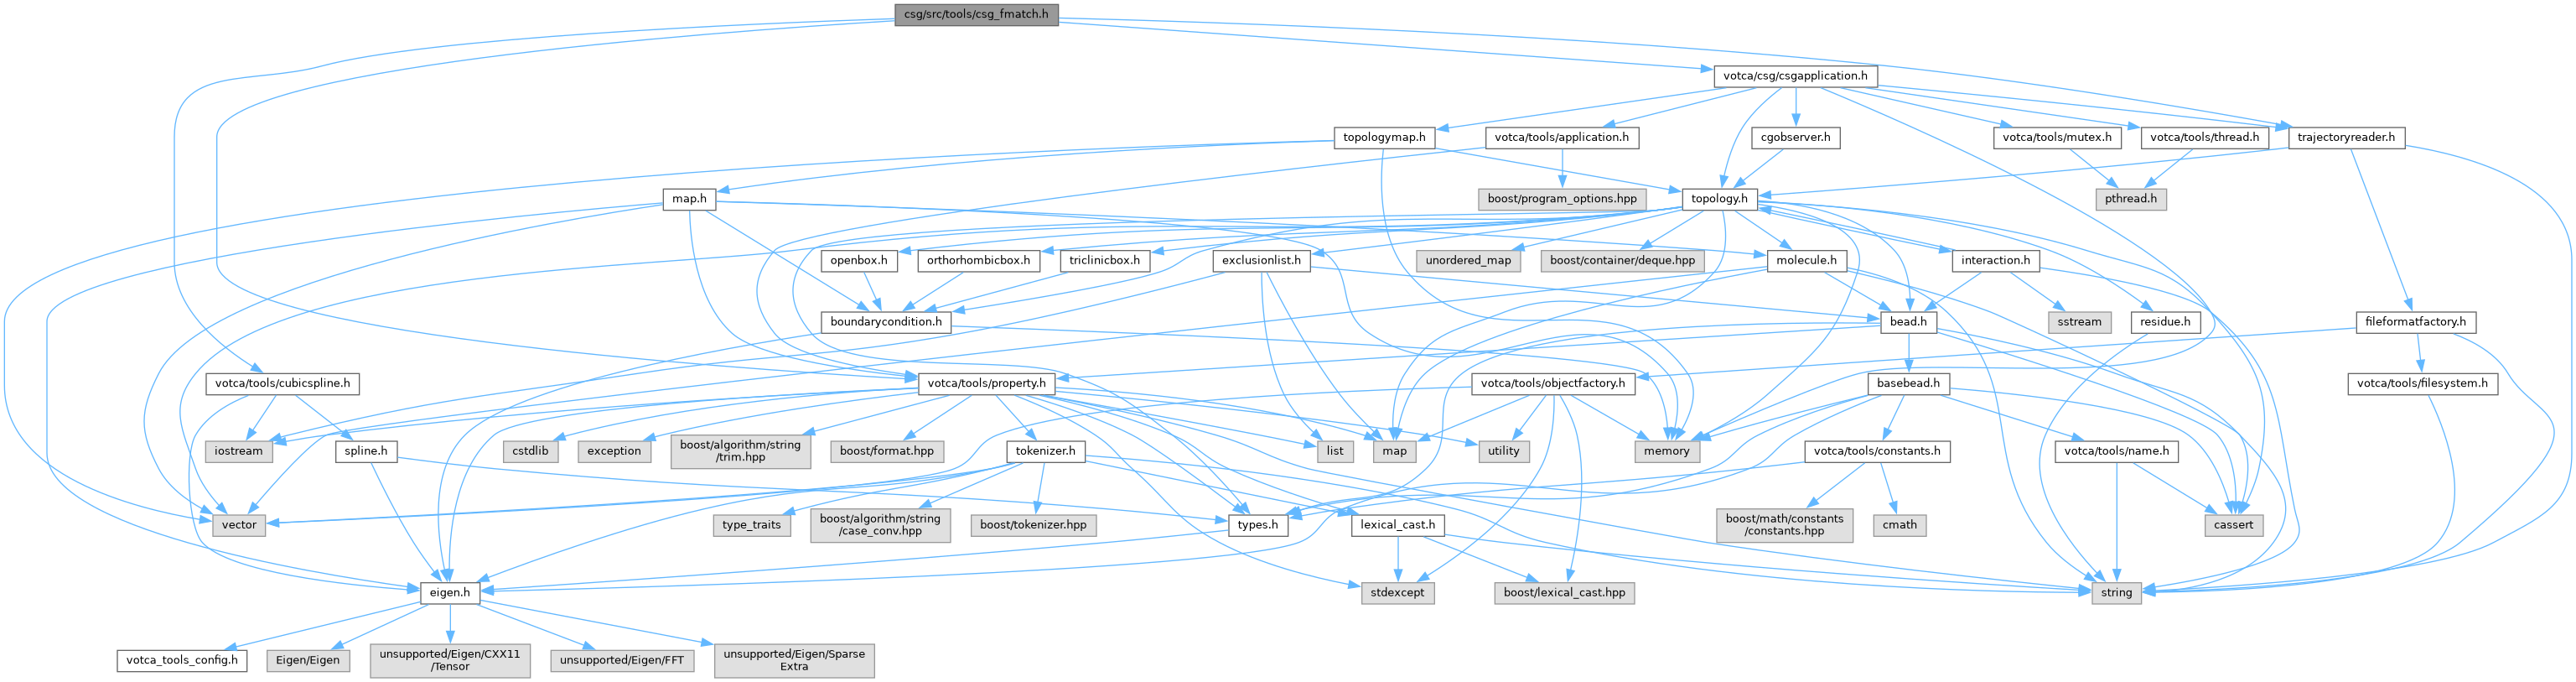 csg/src/tools/csg_fmatch.h
votca/csg/csgapplication.h
topologymap.h
votca/tools/application.h
cgobserver.h
votca/tools/mutex.h
votca/tools/thread.h
trajectoryreader.h
map.h
boost/program_options.hpp
topology.h
pthread.h
openbox.h
orthorhombicbox.h
triclinicbox.h
exclusionlist.h
unordered_map
boost/container/deque.hpp
molecule.h
interaction.h
boundarycondition.h
bead.h
sstream
residue.h
fileformatfactory.h
votca/tools/cubicspline.h
votca/tools/property.h
votca/tools/objectfactory.h
basebead.h
votca/tools/filesystem.h
iostream
spline.h
cstdlib
exception
boost/algorithm/string
/trim.hpp
boost/format.hpp
tokenizer.h
list
map
utility
memory
votca/tools/constants.h
votca/tools/name.h
vector
type_traits
boost/algorithm/string
/case_conv.hpp
boost/tokenizer.hpp
types.h
lexical_cast.h
boost/math/constants
/constants.hpp
cmath
cassert
eigen.h
stdexcept
boost/lexical_cast.hpp
string
votca_tools_config.h
Eigen/Eigen
unsupported/Eigen/CXX11
/Tensor
unsupported/Eigen/FFT
unsupported/Eigen/Sparse
Extra